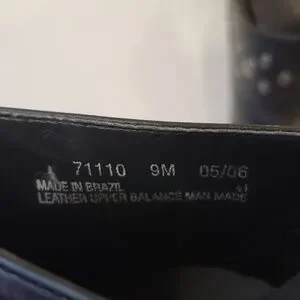 71110 9M 05/06
MADE IN BRAZIL
LEATHER UPPER BALANCE MAN MADE